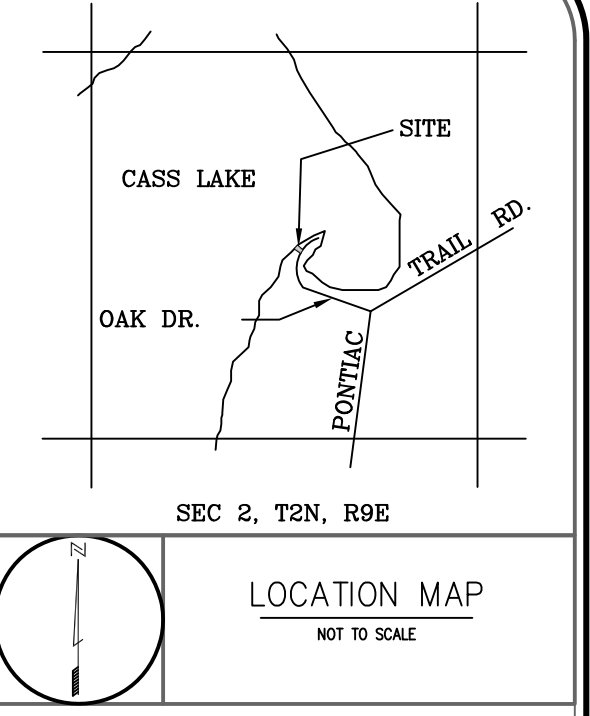 SITE
CASS LAKE
PONTIAC TRAIL RD.
OAK DR.
SEC 2, T2N, R9E
N
LOCATION MAP
NOT TO SCALE